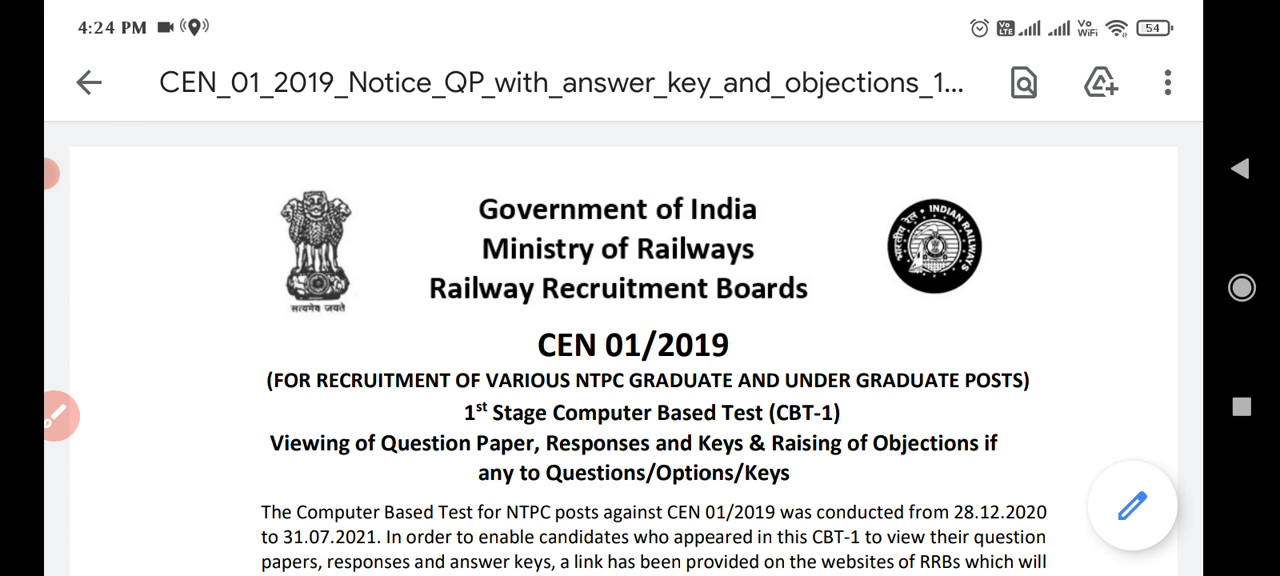 4:24 PM
Vo LTE
Vo WiFi
54
CEN_01_2019_Notice_QP_with_answer_key_and_objections_1...
Government of India
Ministry of Railways
Railway Recruitment Boards
सत्यमेव जयते
भारतीय रेल • INDIAN RAILWAYS
CEN 01/2019
(FOR RECRUITMENT OF VARIOUS NTPC GRADUATE AND UNDER GRADUATE POSTS)
1st Stage Computer Based Test (CBT-1)
Viewing of Question Paper, Responses and Keys & Raising of Objections if
any to Questions/Options/Keys
The Computer Based Test for NTPC posts against CEN 01/2019 was conducted from 28.12.2020
to 31.07.2021. In order to enable candidates who appeared in this CBT-1 to view their question
papers, responses and answer keys, a link has been provided on the websites of RRBs which will